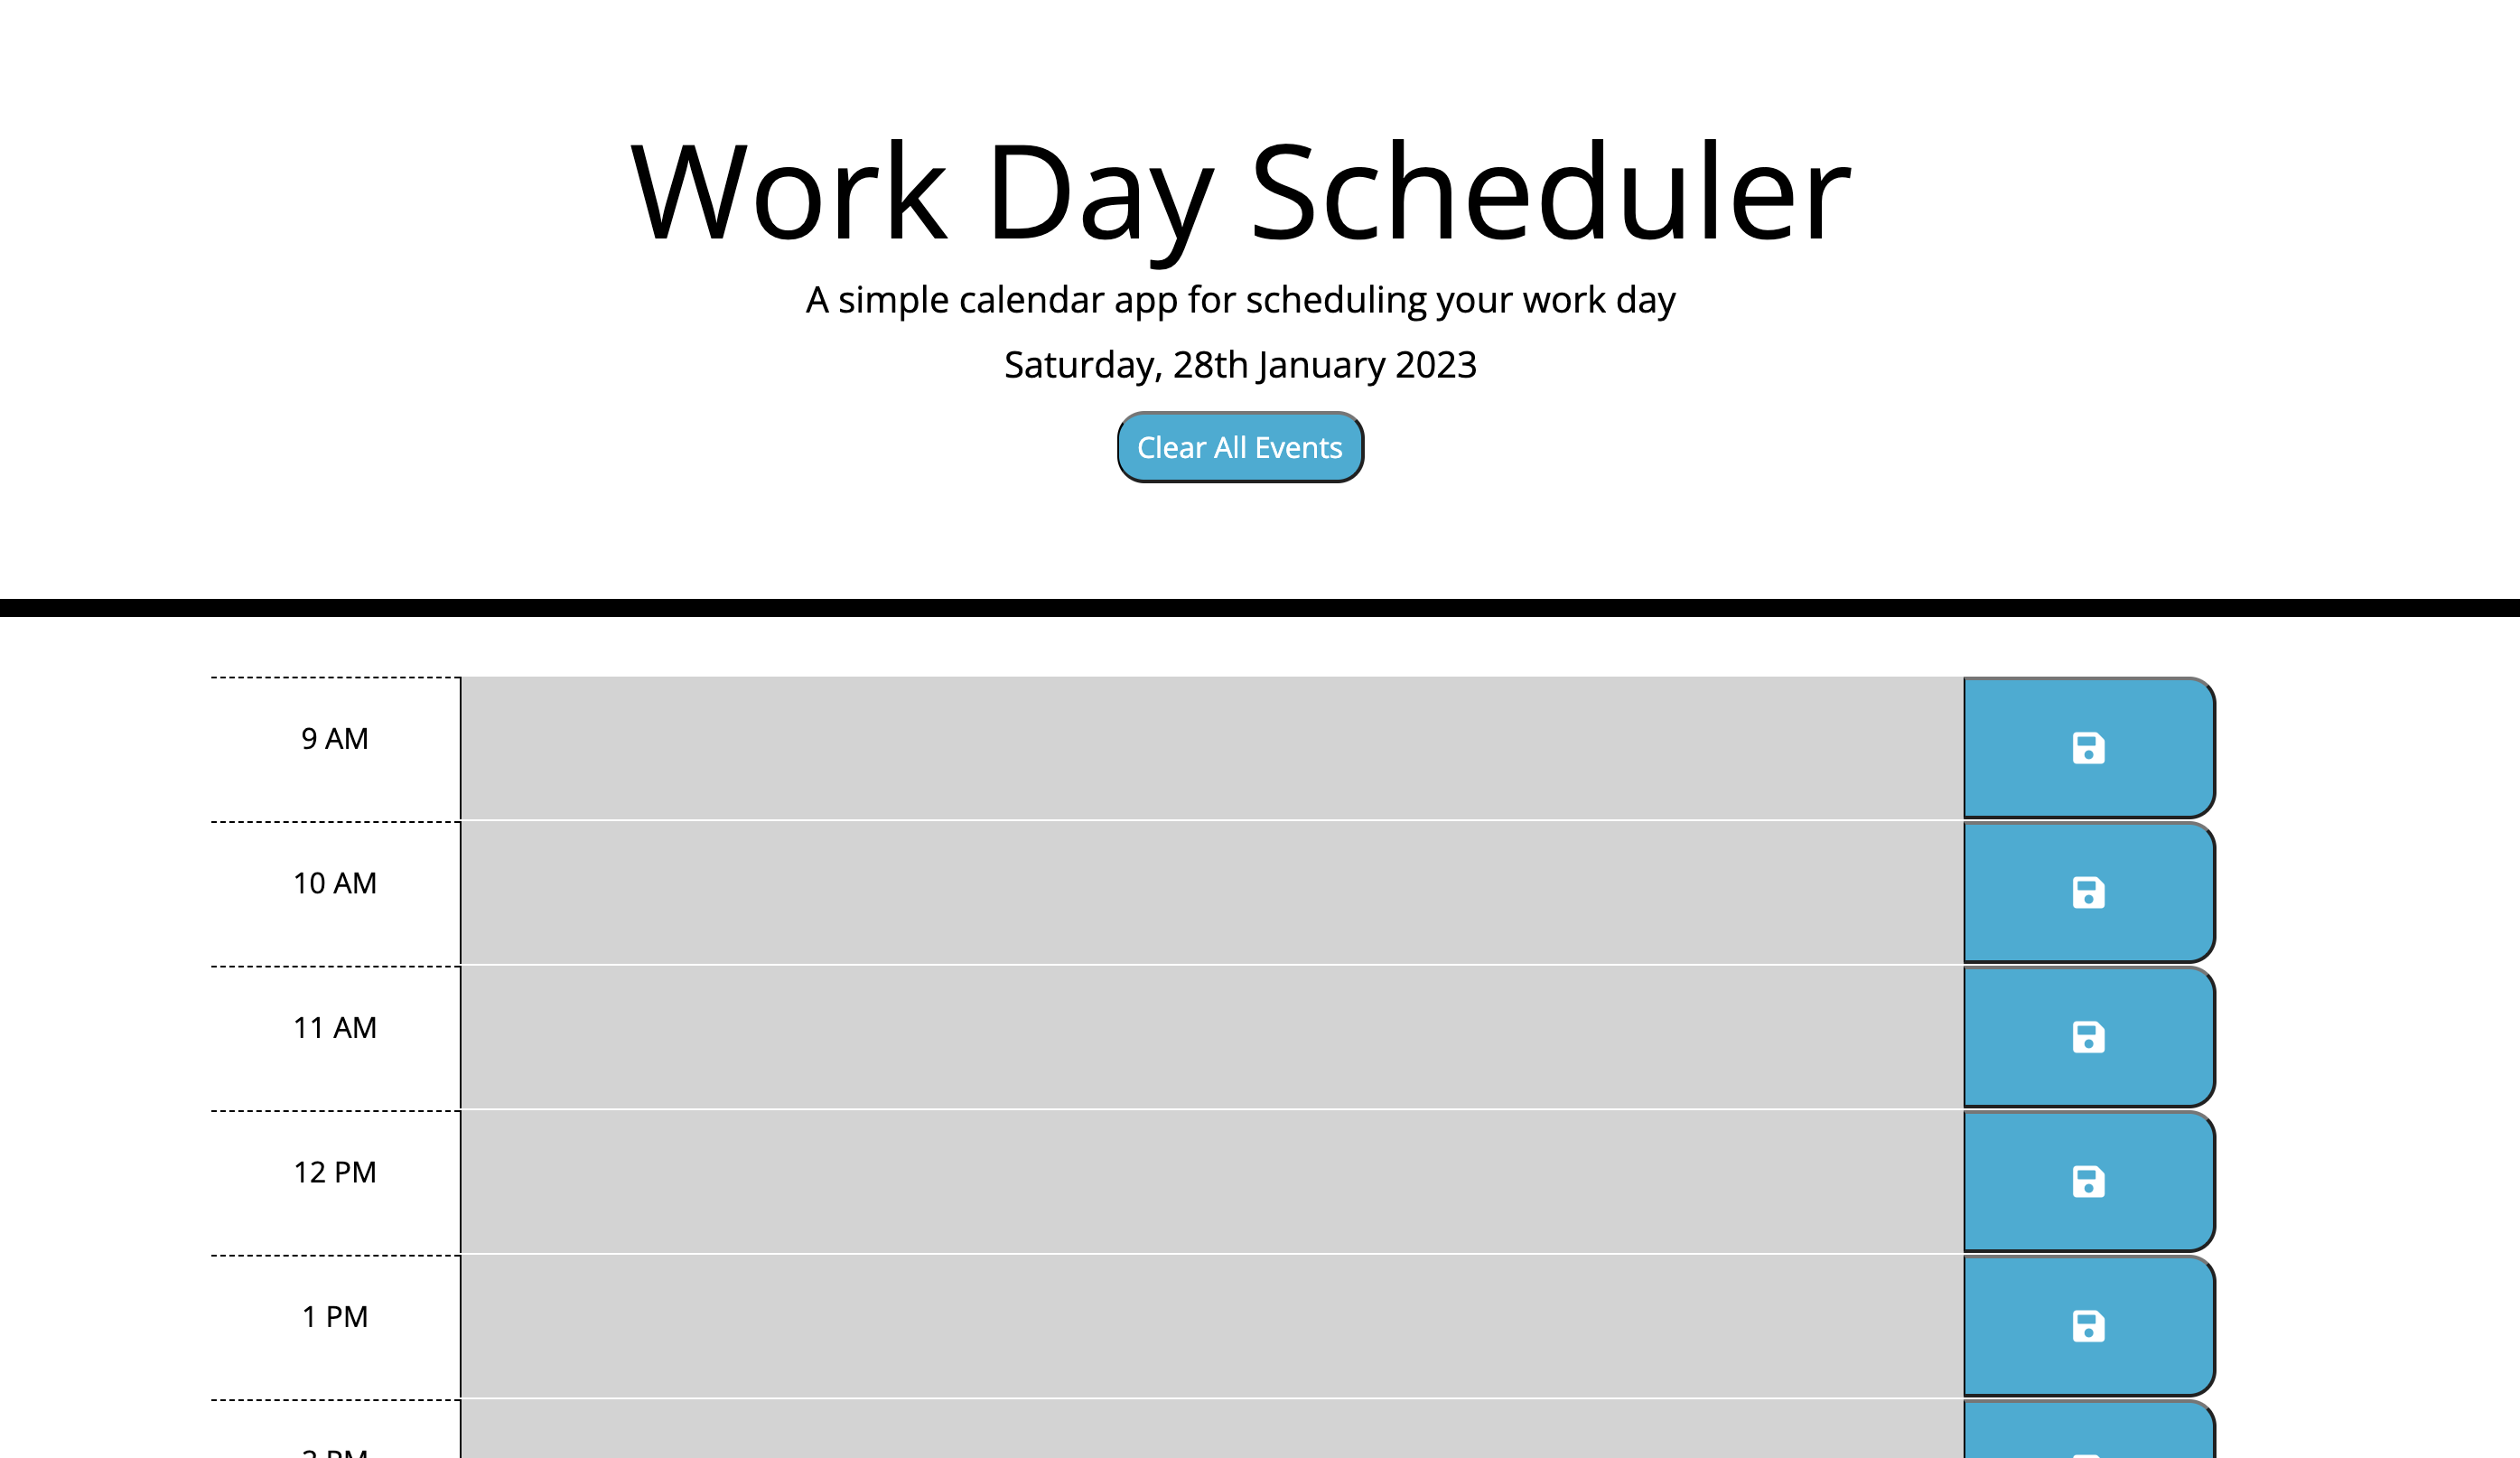 Work Day Scheduler
A simple calendar app for scheduling your work day
Saturday, 28th January 2023
Clear All Events
9 AM
10 AM
11 AM
12 PM
1 PM
PM